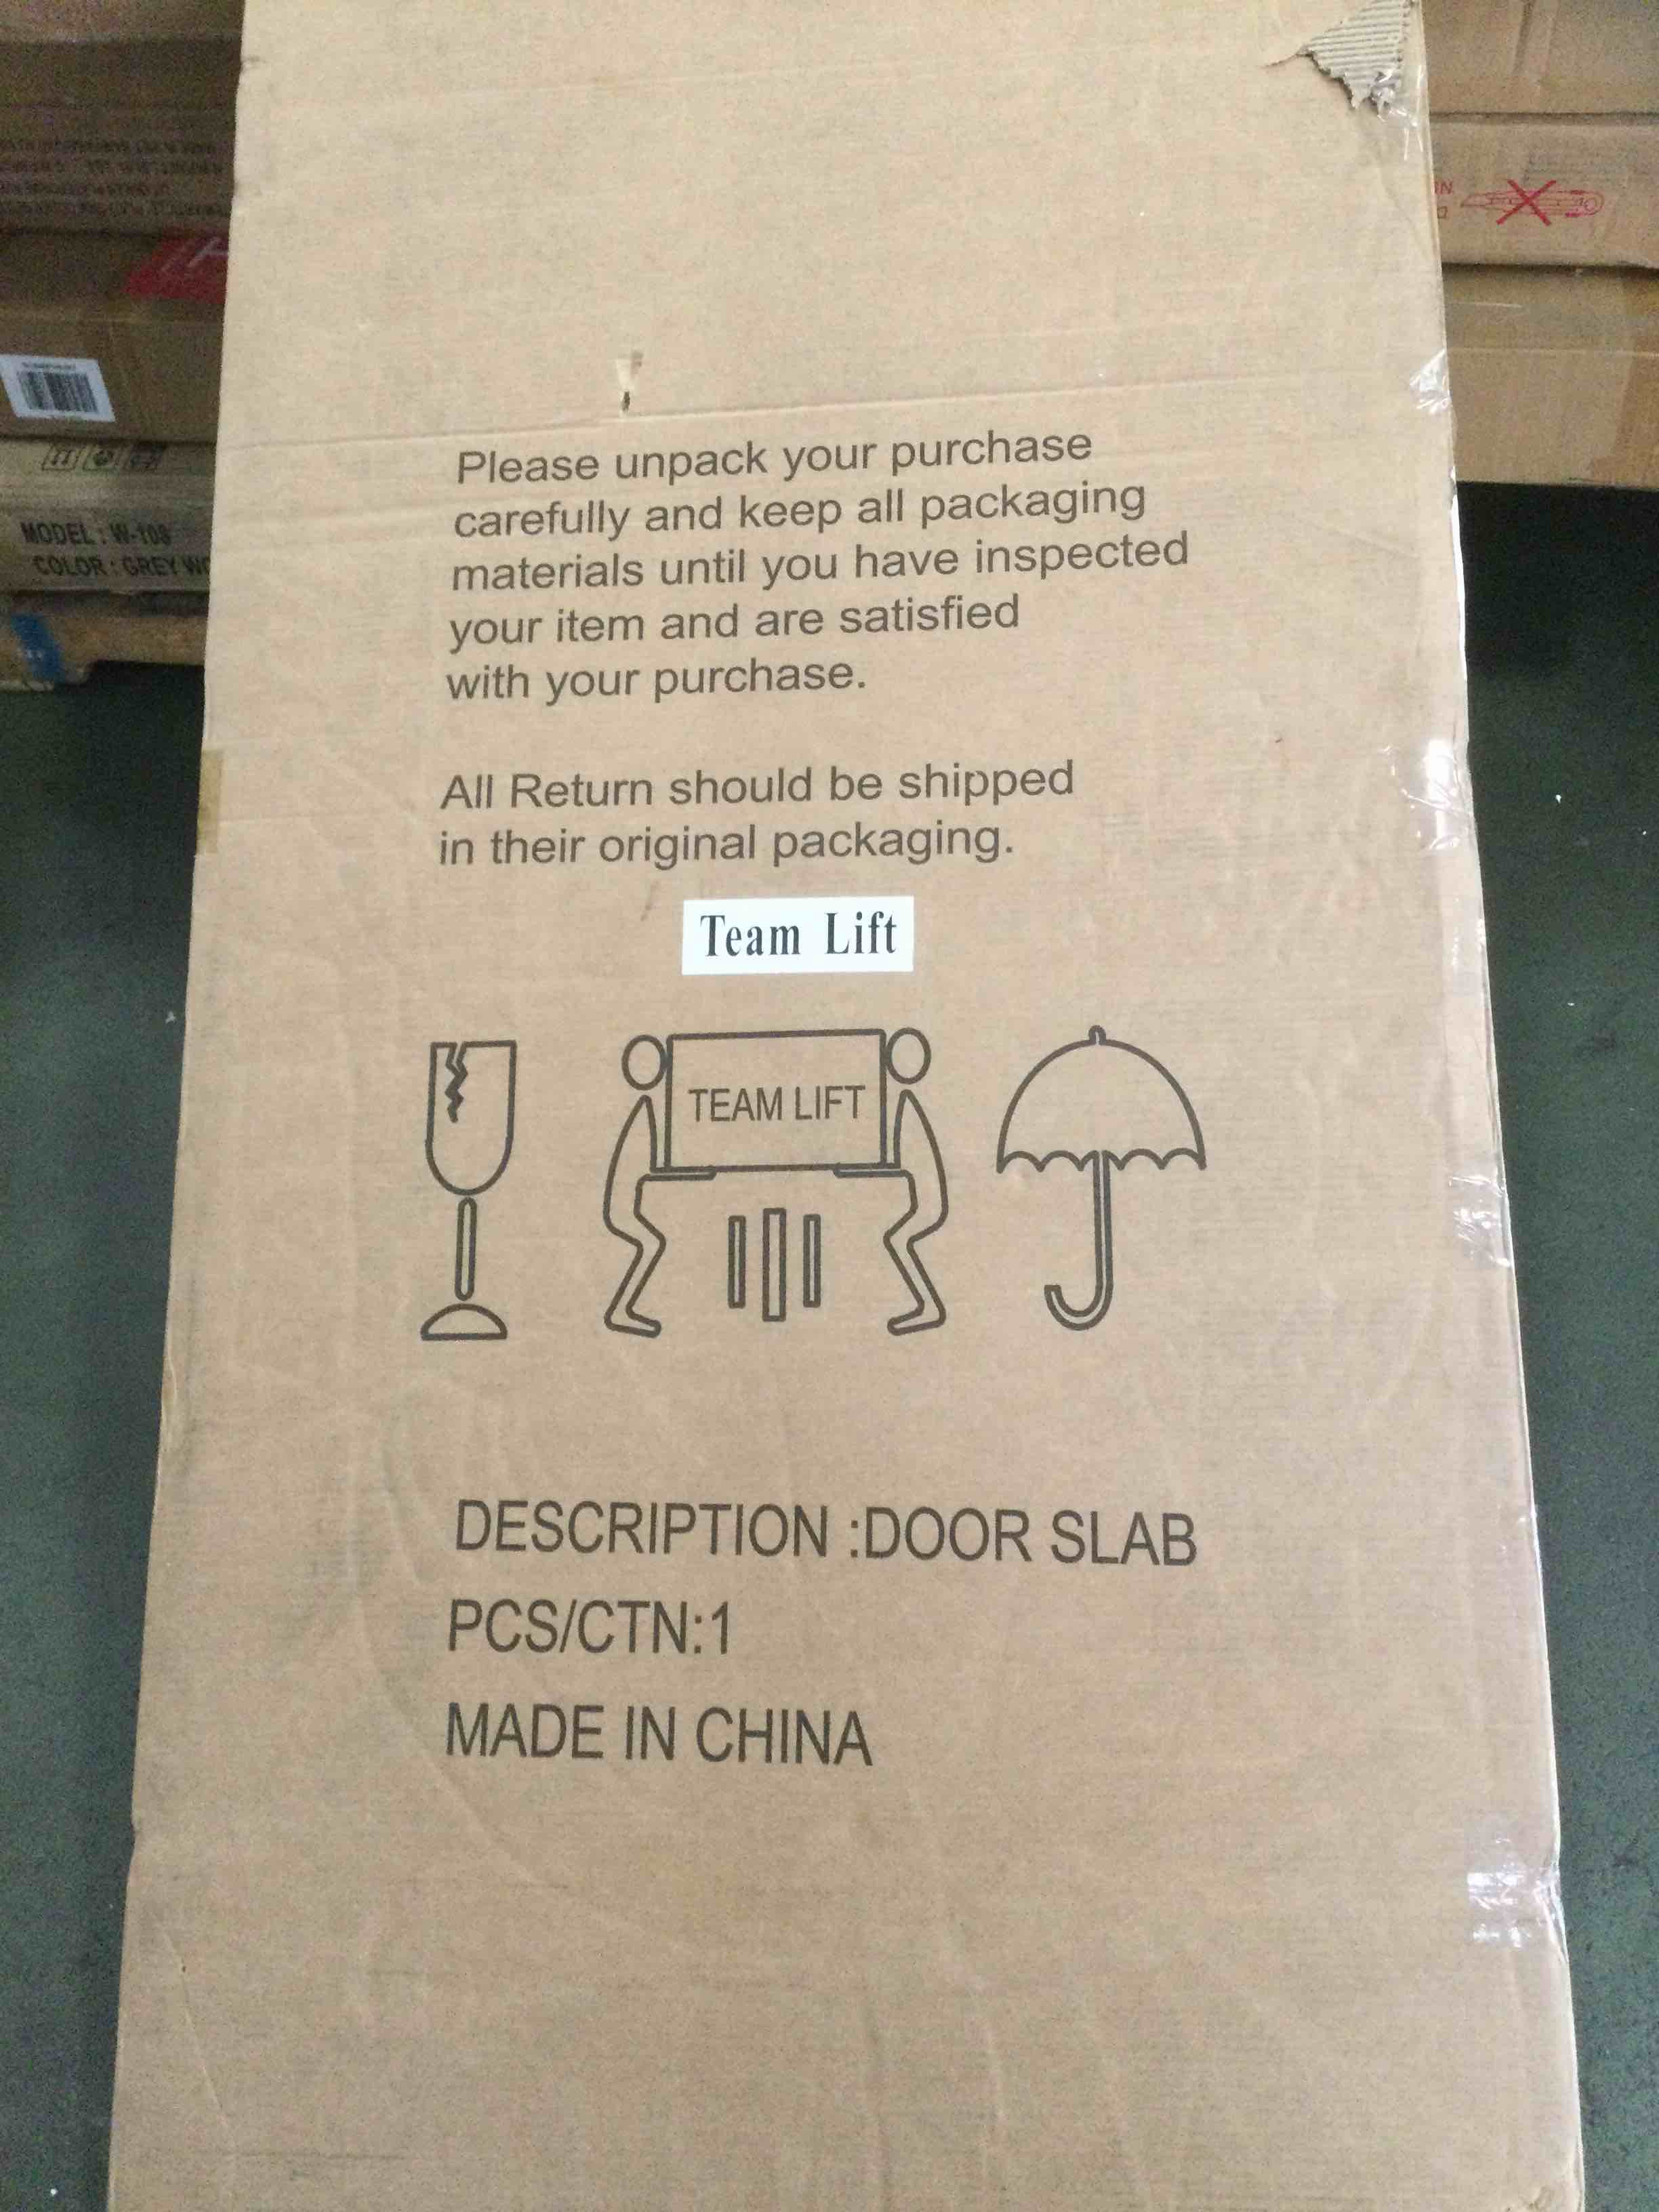 Please unpack your purchase
carefully and keep all packaging
materials until you have inspected
your item and are satisfied
with your purchase.
All Return should be shipped
in their original packaging.
Team Lift
TEAM LIFT
DESCRIPTION :DOOR SLAB
PCS/CTN:1
MADE IN CHINA
MODEL : W-108
COLOR : GREY